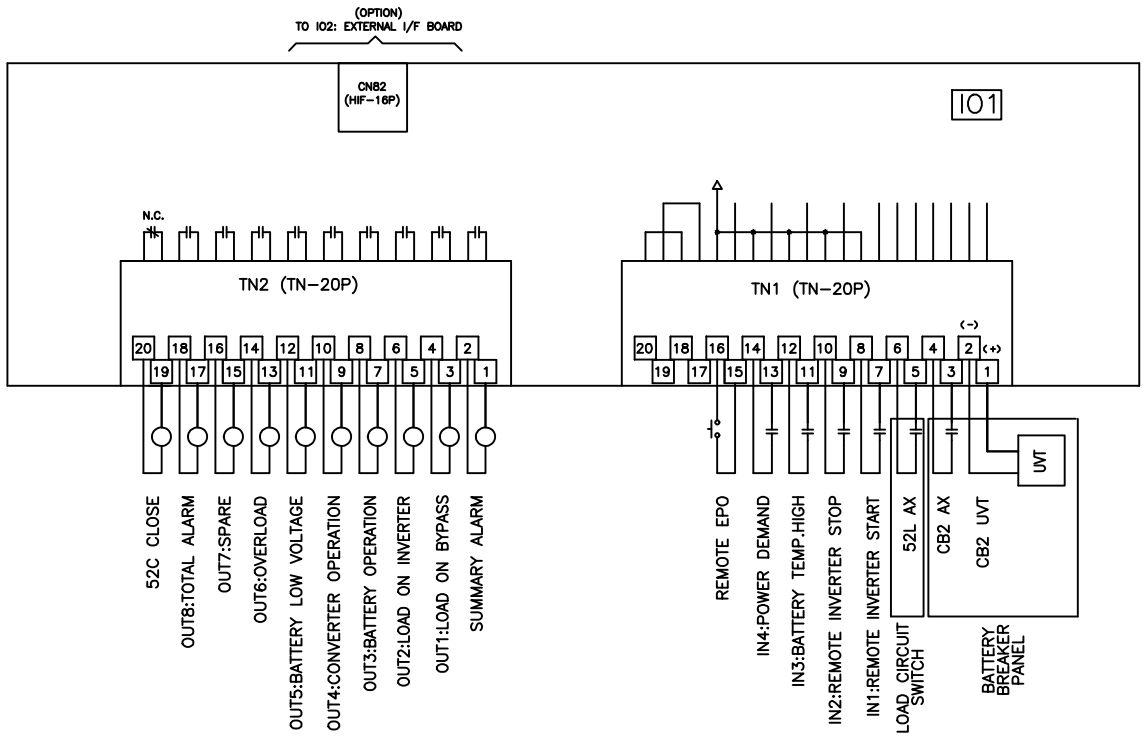 (OPTION)
TO IO2: EXTERNAL I/F BOARD
CN82
(HIF-16P)
IO1
N.C.
TN2 (TN-20P)
TN1 (TN-20P)
(-)
(+)
20 18 16 14 12 10 8 6 4 2
19 17 15 13 11 9 7 5 3 1
20 18 16 14 12 10 8 6 4 2
19 17 15 13 11 9 7 5 3 1
UVT
52C CLOSE
OUT8:TOTAL ALARM
OUT7:SPARE
OUT6:OVERLOAD
OUT5:BATTERY LOW VOLTAGE
OUT4:CONVERTER OPERATION
OUT3:BATTERY OPERATION
OUT2:LOAD ON INVERTER
OUT1:LOAD ON BYPASS
SUMMARY ALARM
REMOTE EPO
IN4:POWER DEMAND
IN3:BATTERY TEMP.HIGH
IN2:REMOTE INVERTER STOP
IN1:REMOTE INVERTER START
52L AX
LOAD CIRCUIT
SWITCH
CB2 AX
CB2 UVT
BATTERY
BREAKER
PANEL